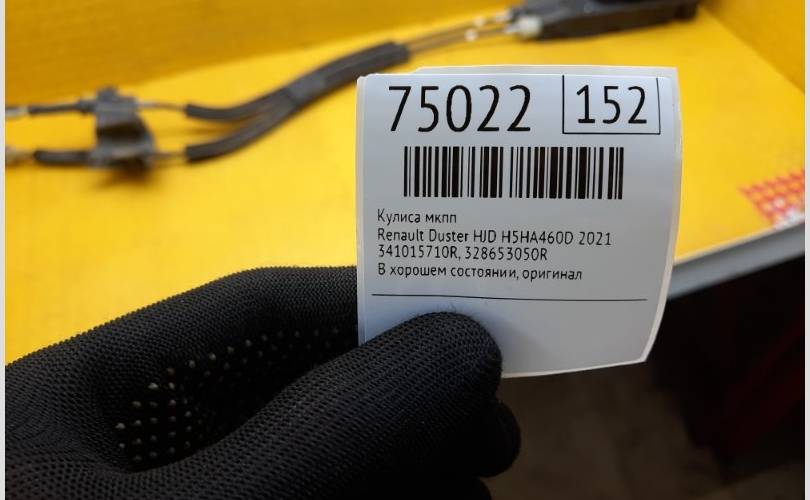 75022 152
Кулиса мкпп
Renault Duster HJD H5HA460D 2021
341015710R, 328653050R
В хорошем состоянии, оригинал